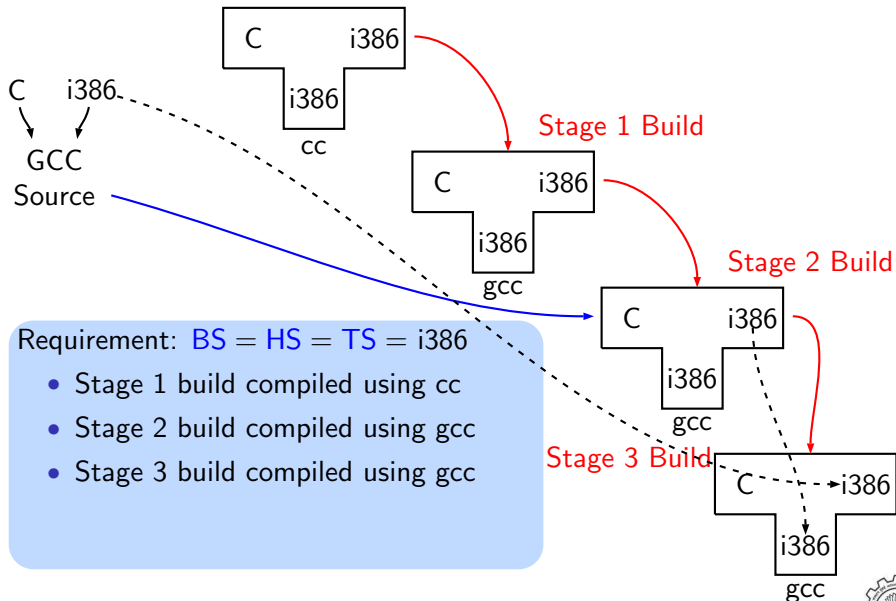 C i386
i386
cc
C i386
GCC
Source
Stage 1 Build
C i386
i386
gcc
Stage 2 Build
C i386
i386
gcc
Requirement: BS = HS = TS = i386
• Stage 1 build compiled using cc
• Stage 2 build compiled using gcc
• Stage 3 build compiled using gcc
Stage 3 Build
C i386
i386
gcc